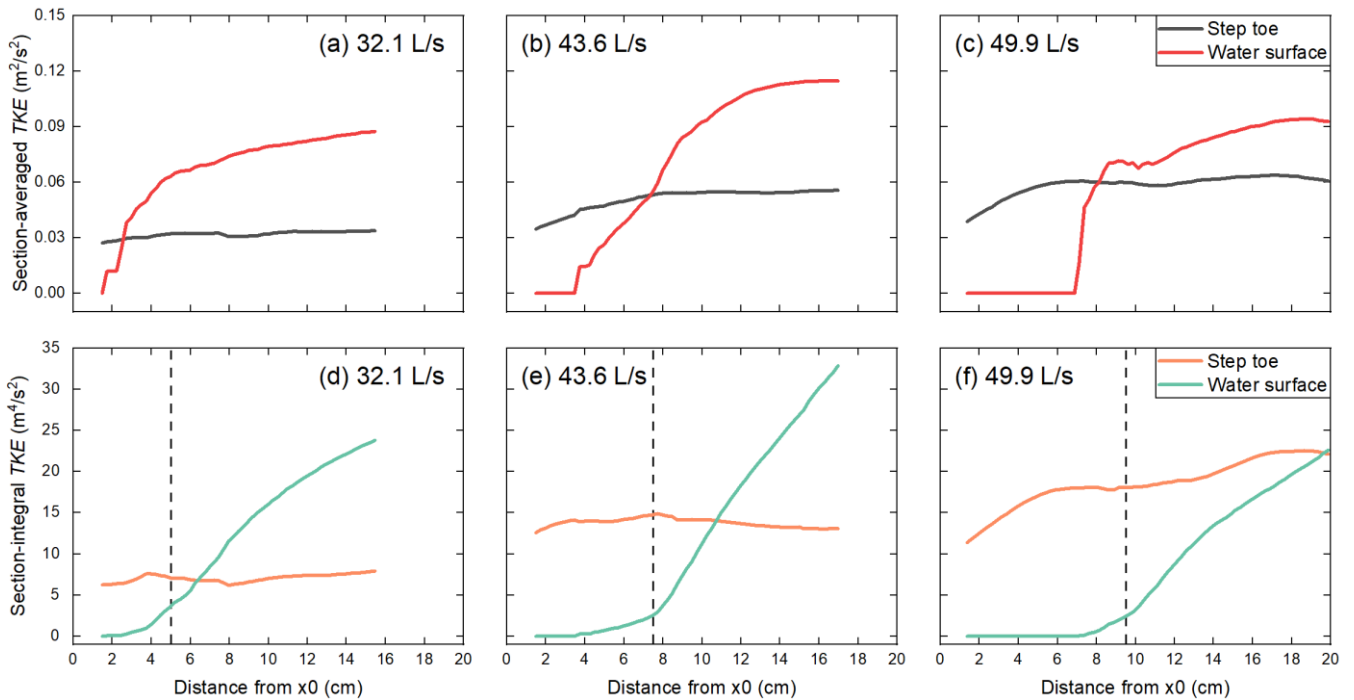 Section-averaged TKE (m²/s²)
0.15
0.12
0.09
0.06
0.03
0.00
(a) 32.1 L/s
(b) 43.6 L/s
(c) 49.9 L/s
Step toe
Water surface
Section-integral TKE (m⁴/s²)
35
30
25
20
15
10
5
0
(d) 32.1 L/s
(e) 43.6 L/s
(f) 49.9 L/s
Step toe
Water surface
0 2 4 6 8 10 12 14 16 18 20
0 2 4 6 8 10 12 14 16 18 20
0 2 4 6 8 10 12 14 16 18 20
Distance from x0 (cm)
Distance from x0 (cm)
Distance from x0 (cm)